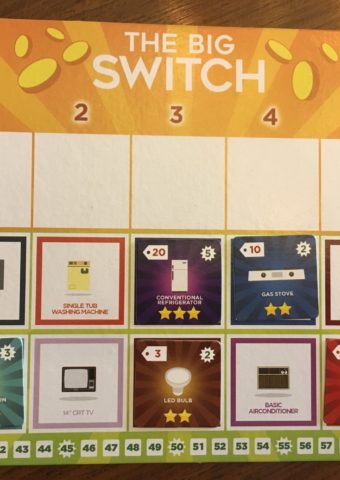 THE BIG
SWITCH
2 3 4
20 5 10 2
SINGLE TUB
WASHING MACHINE
CONVENTIONAL
REFRIGERATOR
GAS STOVE
3 3 2
14" CRT TV
LED BULB
BASIC
AIRCONDITIONER
2 43 44 45 46 47 48 49 50 51 52 53 54 55 56 57